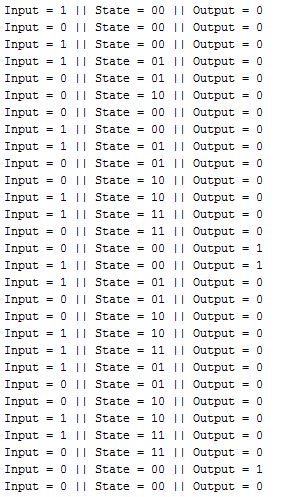 Input = 1 || State = 00 || Output = 0
Input = 0 || State = 00 || Output = 0
Input = 1 || State = 00 || Output = 0
Input = 1 || State = 01 || Output = 0
Input = 0 || State = 01 || Output = 0
Input = 0 || State = 10 || Output = 0
Input = 0 || State = 00 || Output = 0
Input = 1 || State = 00 || Output = 0
Input = 1 || State = 01 || Output = 0
Input = 0 || State = 01 || Output = 0
Input = 0 || State = 10 || Output = 0
Input = 1 || State = 10 || Output = 0
Input = 1 || State = 11 || Output = 0
Input = 0 || State = 11 || Output = 0
Input = 0 || State = 00 || Output = 1
Input = 1 || State = 00 || Output = 1
Input = 1 || State = 01 || Output = 0
Input = 0 || State = 01 || Output = 0
Input = 0 || State = 10 || Output = 0
Input = 1 || State = 10 || Output = 0
Input = 1 || State = 11 || Output = 0
Input = 1 || State = 01 || Output = 0
Input = 0 || State = 01 || Output = 0
Input = 0 || State = 10 || Output = 0
Input = 1 || State = 10 || Output = 0
Input = 1 || State = 11 || Output = 0
Input = 0 || State = 11 || Output = 0
Input = 0 || State = 00 || Output = 1
Input = 0 || State = 00 || Output = 0